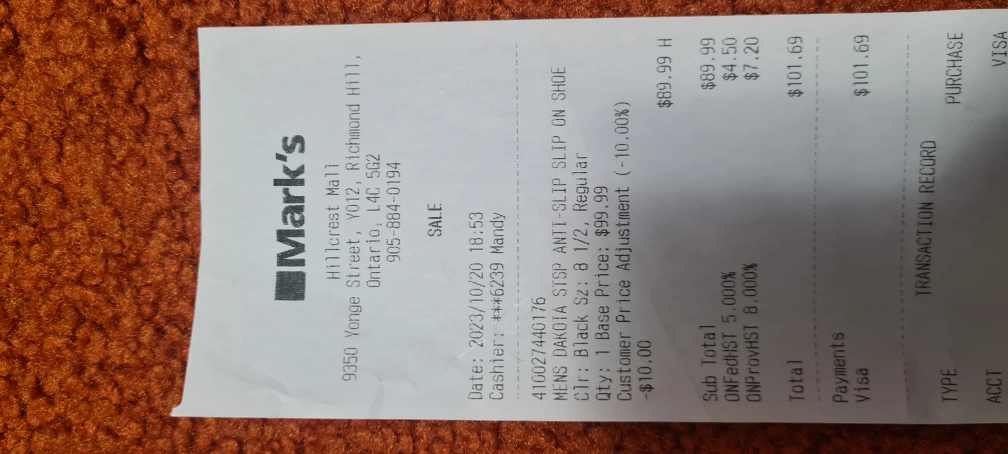 Mark's
Hillcrest Mall
9350 Yonge Street, Y012, Richmond Hill,
Ontario, L4C 5G2
905-884-0194
SALE
Date: 2023/10/20 18:53
Cashier: ***6239 Mandy
410027440176
MENS DAKOTA STSP ANTI-SLIP SLIP ON SHOE
Clr: Black Sz: 8 1/2, Regular
Qty: 1 Base Price: $99.99
Customer Price Adjustment (-10.00%)
-$10.00 $89.99 H
Sub Total $89.99
ONFedHST 5.000% $4.50
ONProvHST 8.000% $7.20
Total $101.69
Payments
Visa $101.69
TRANSACTION RECORD
TYPE PURCHASE
ACCT VISA